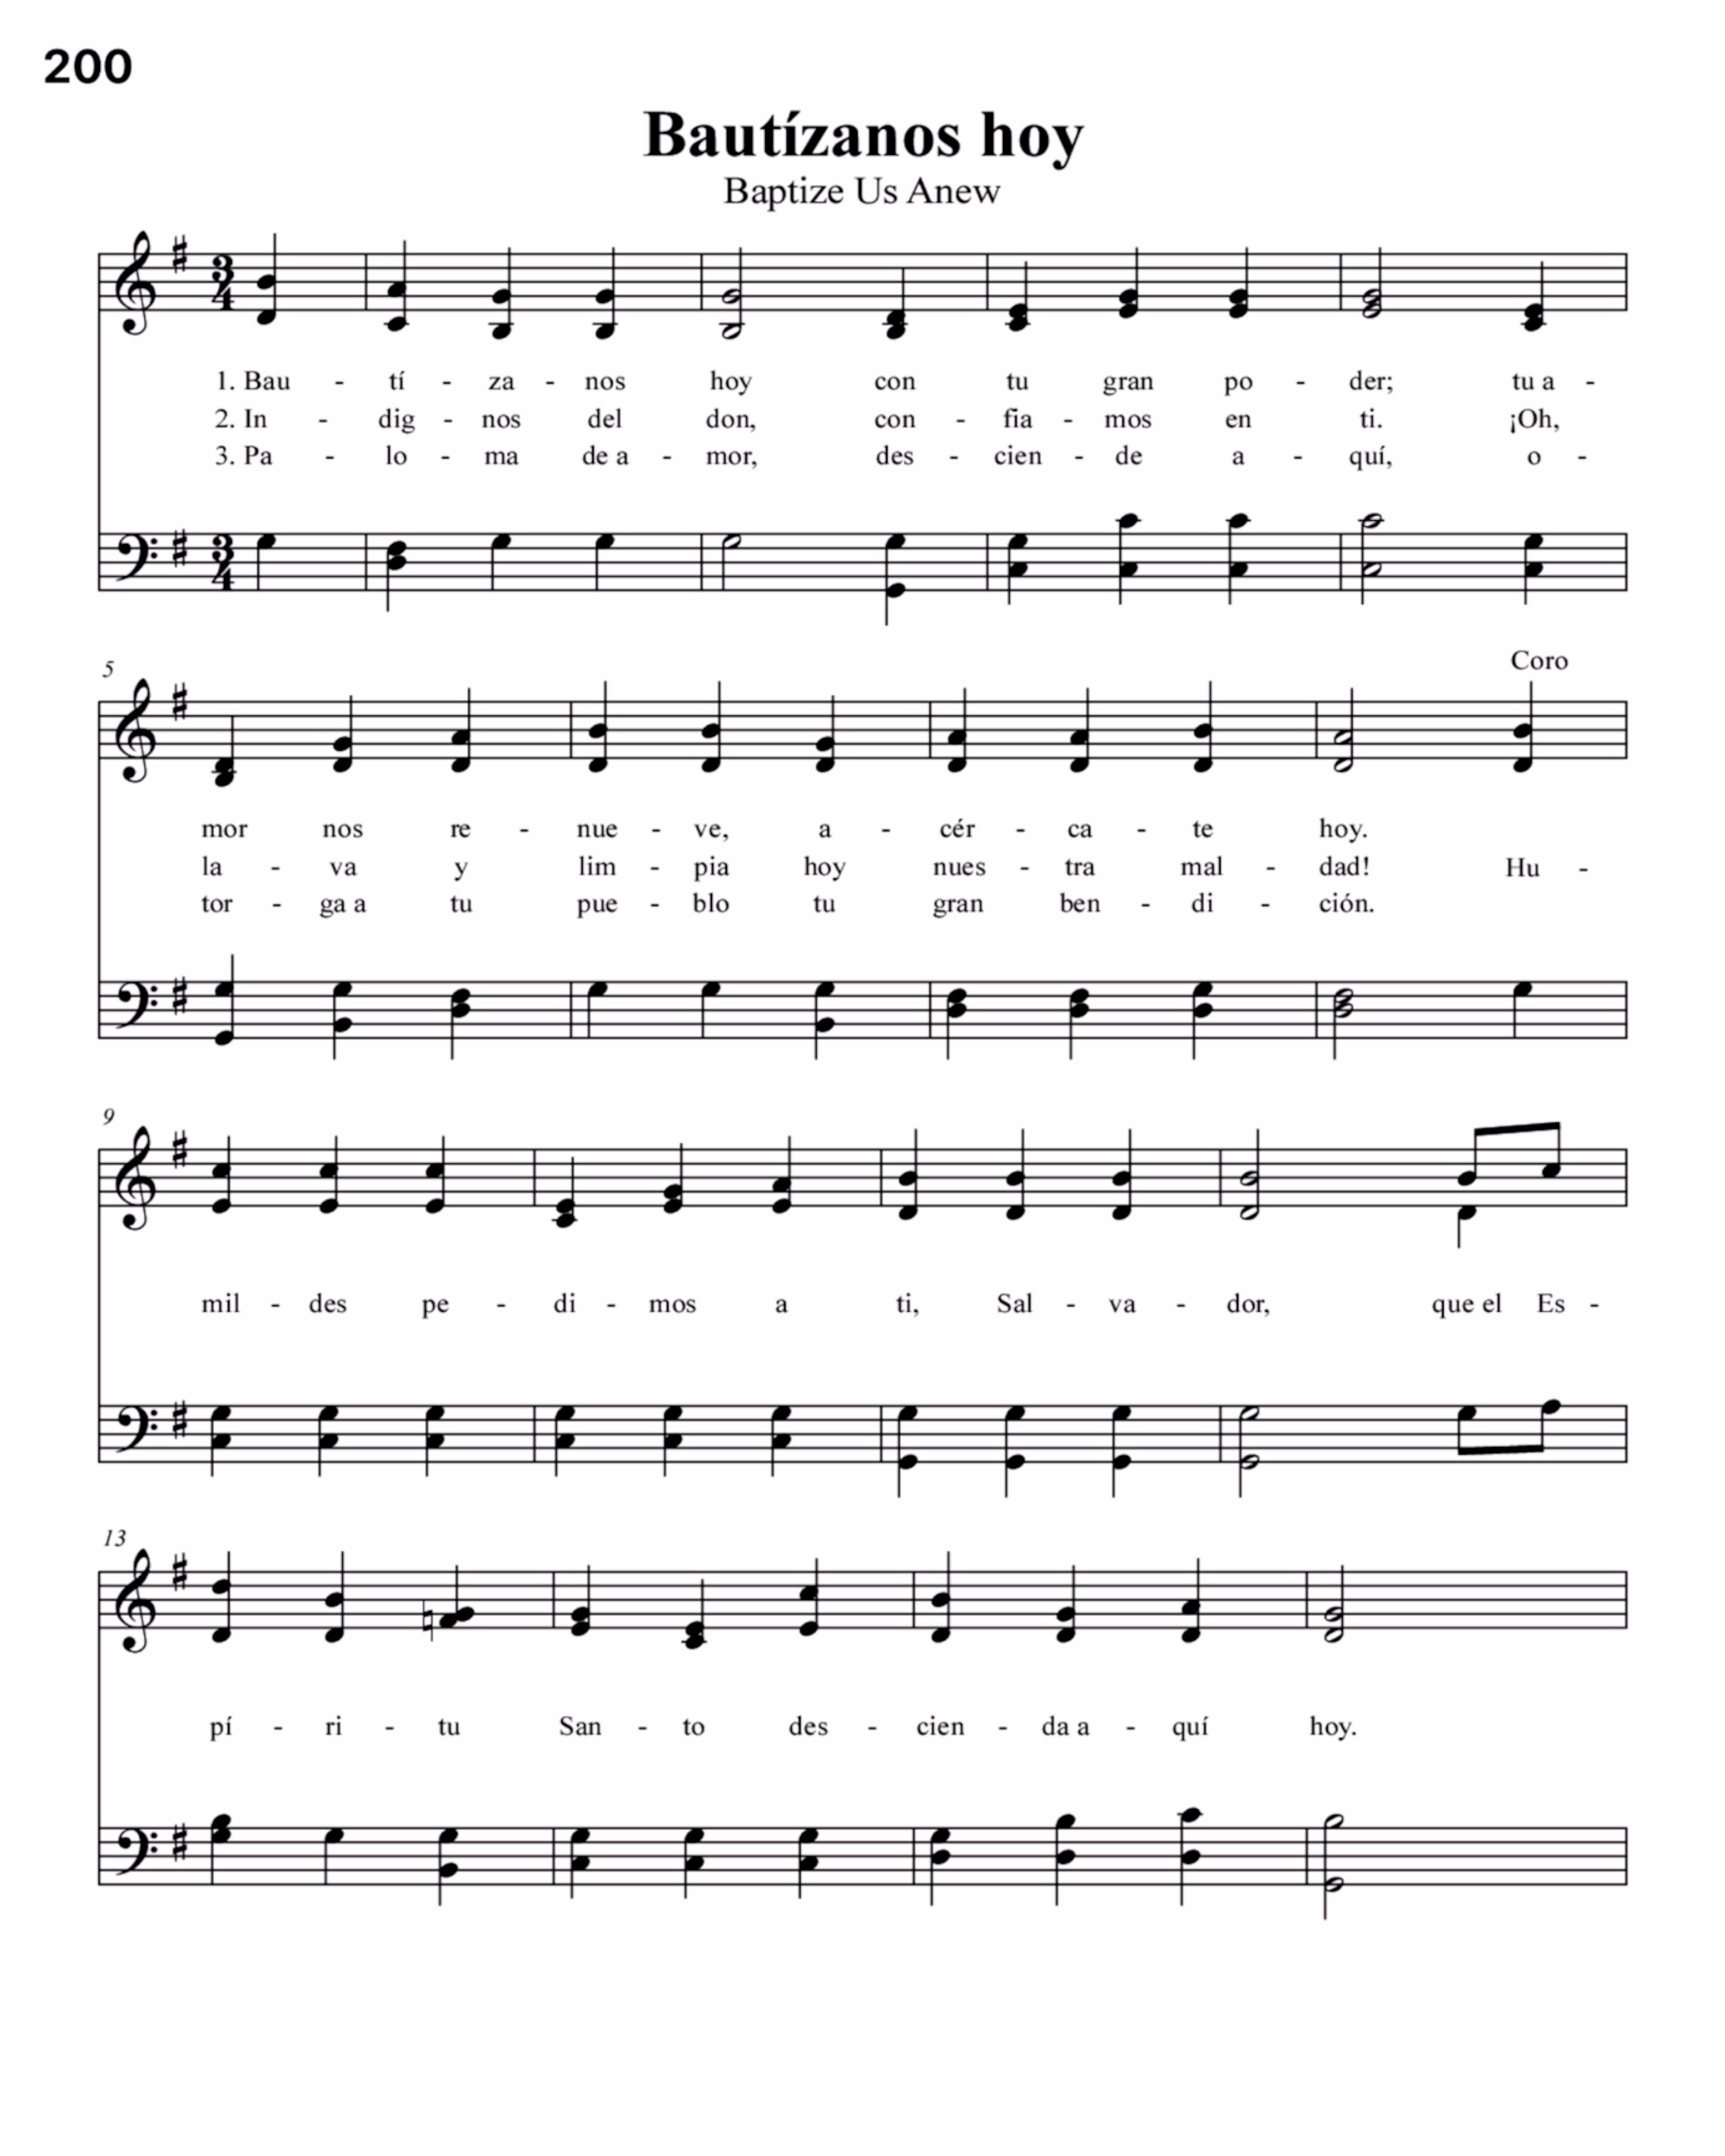 200
Bautízanos hoy
Baptize Us Anew
1. Bau - tí - za - nos hoy con tu gran po - der; tu a -
2. In - dig - nos del don, con - fia - mos en ti. ¡Oh,
3. Pa - lo - ma de a - mor, des - cien - de a - quí, o -
5
Coro
mor nos re - nue - ve, a - cér - ca - te hoy.
la - va y lim - pia hoy nues - tra mal - dad! Hu -
tor - ga a tu pue - blo tu gran ben - di - ción.
9
mil - des pe - di - mos a ti, Sal - va - dor, que el Es -
13
pí - ri - tu San - to des - cien - da a - quí hoy.